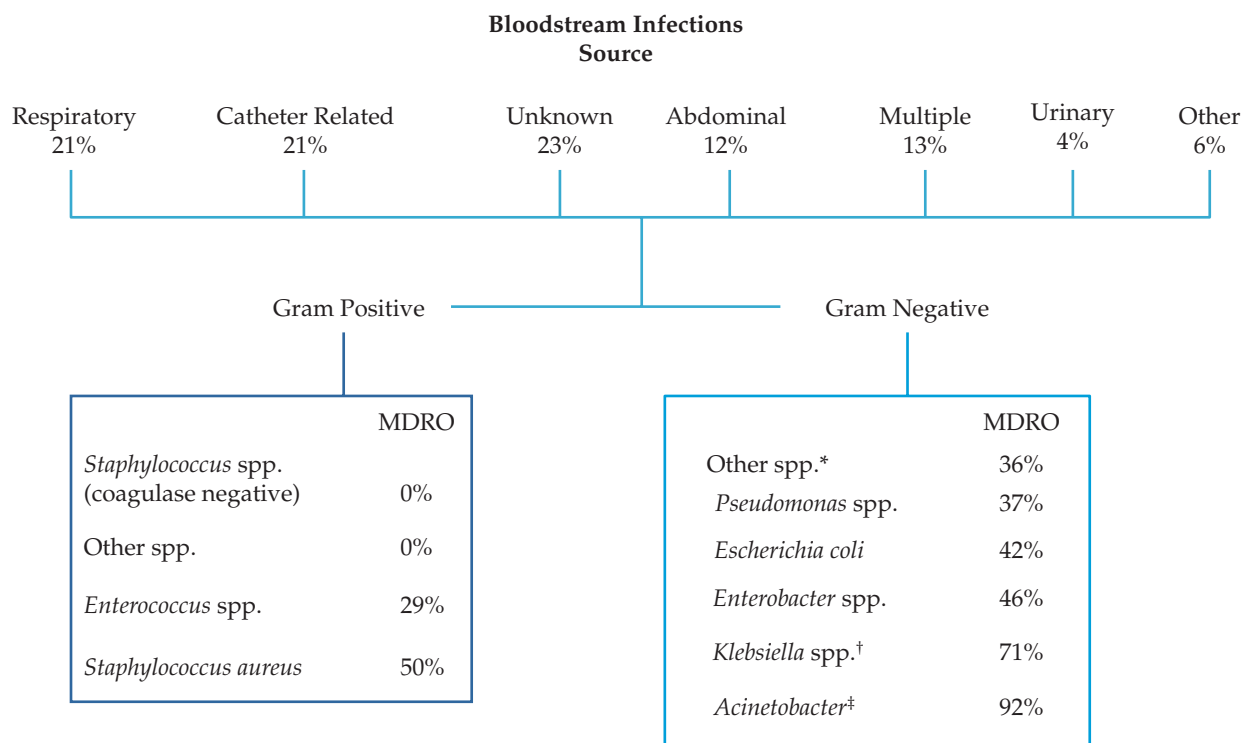 Bloodstream Infections
Source
Respiratory
21%
Catheter Related
21%
Unknown
23%
Abdominal
12%
Multiple
13%
Urinary
4%
Other
6%
Gram Positive
MDRO
Staphylococcus spp.
(coagulase negative) 0%
Other spp. 0%
Enterococcus spp. 29%
Staphylococcus aureus 50%
Gram Negative
MDRO
Other spp.* 36%
Pseudomonas spp. 37%
Escherichia coli 42%
Enterobacter spp. 46%
Klebsiella spp.† 71%
Acinetobacter‡ 92%